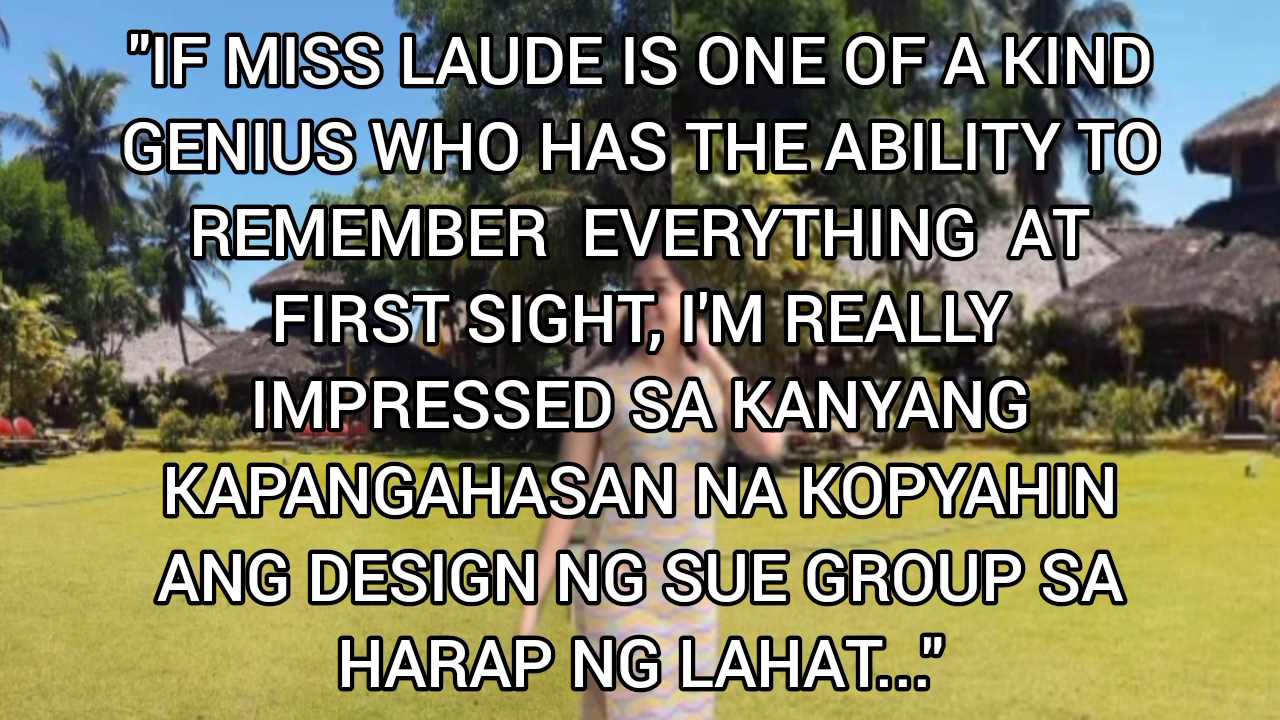 "IF MISS LAUDE IS ONE OF A KIND
GENIUS WHO HAS THE ABILITY TO
REMEMBER EVERYTHING AT
FIRST SIGHT, I'M REALLY
IMPRESSED SA KANYANG
KAPANGAHASAN NA KOPYAHIN
ANG DESIGN NG SUE GROUP SA
HARAP NG LAHAT..."